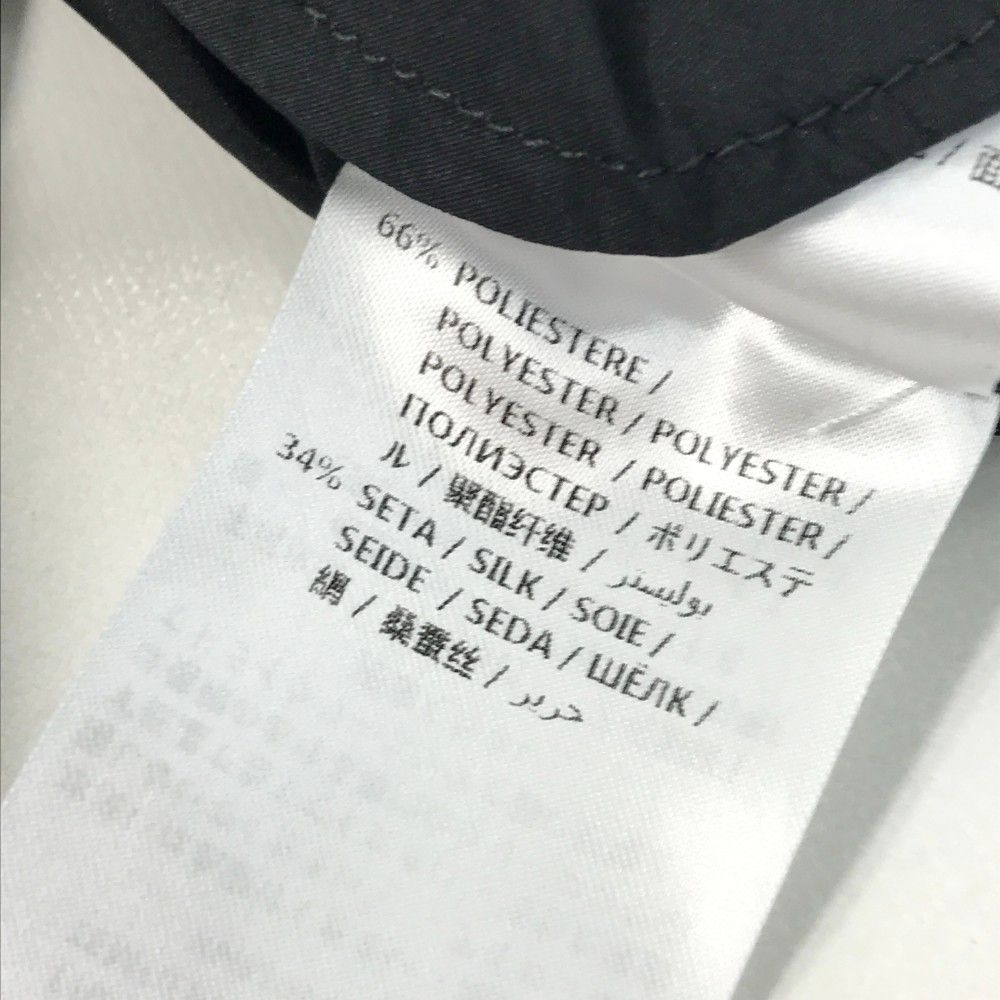 66% POLIESTERE /
POLYESTER / POLYESTER /
POLYESTER / POLIESTER /
ПОЛИЭСТЕР / ポリエステ
ル / 聚酯纤维 / بوليستر
34% SETA / SILK / SOIE /
SEIDE / SEDA / ШЁЛК /
絹 / 桑蚕丝 / حرير